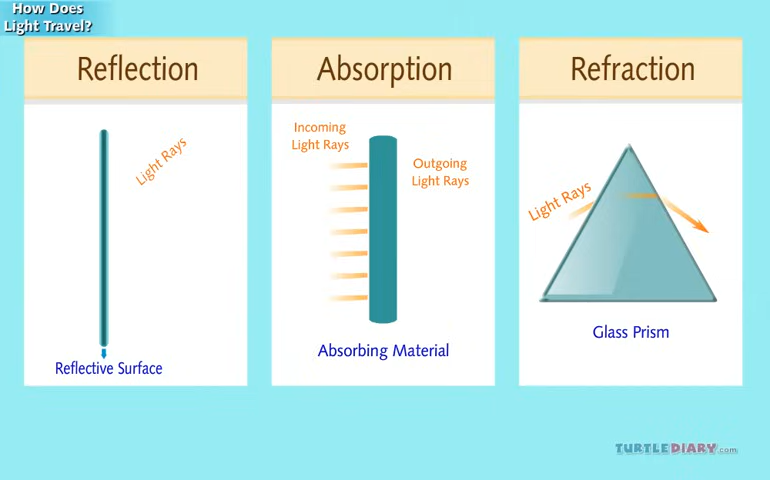 How Does
Light Travel?
Reflection
Light Rays
Reflective Surface
Absorption
Incoming
Light Rays
Outgoing
Light Rays
Absorbing Material
Refraction
Light Rays
Glass Prism
TURTLEDIARY.com